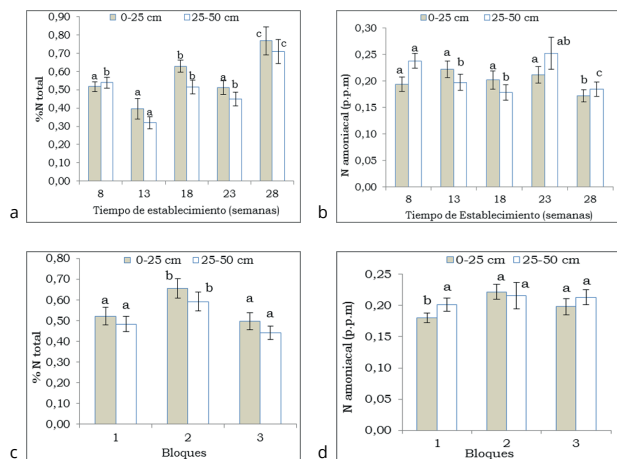 0-25 cm 25-50 cm
%N total
0,90
0,80
0,70
0,60
0,50
0,40
0,30
0,20
0,10
0,00
a b a a b b a b c c
8 13 18 23 28
Tiempo de establecimiento (semanas)
a
0-25 cm 25-50 cm
N amoniacal (p.p.m)
0,30
0,25
0,20
0,15
0,10
0,05
0,00
a a a b a b a ab b c
8 13 18 23 28
Tiempo de Establecimiento (semanas)
b
0-25 cm 25-50 cm
% N total
0,80
0,70
0,60
0,50
0,40
0,30
0,20
0,10
0,00
a a b b a a
1 2 3
Bloques
c
0-25 cm 25-50 cm
N amoniacal (p.p.m)
0,25
0,20
0,15
0,10
0,05
0,00
b a a a a a
1 2 3
Bloques
d